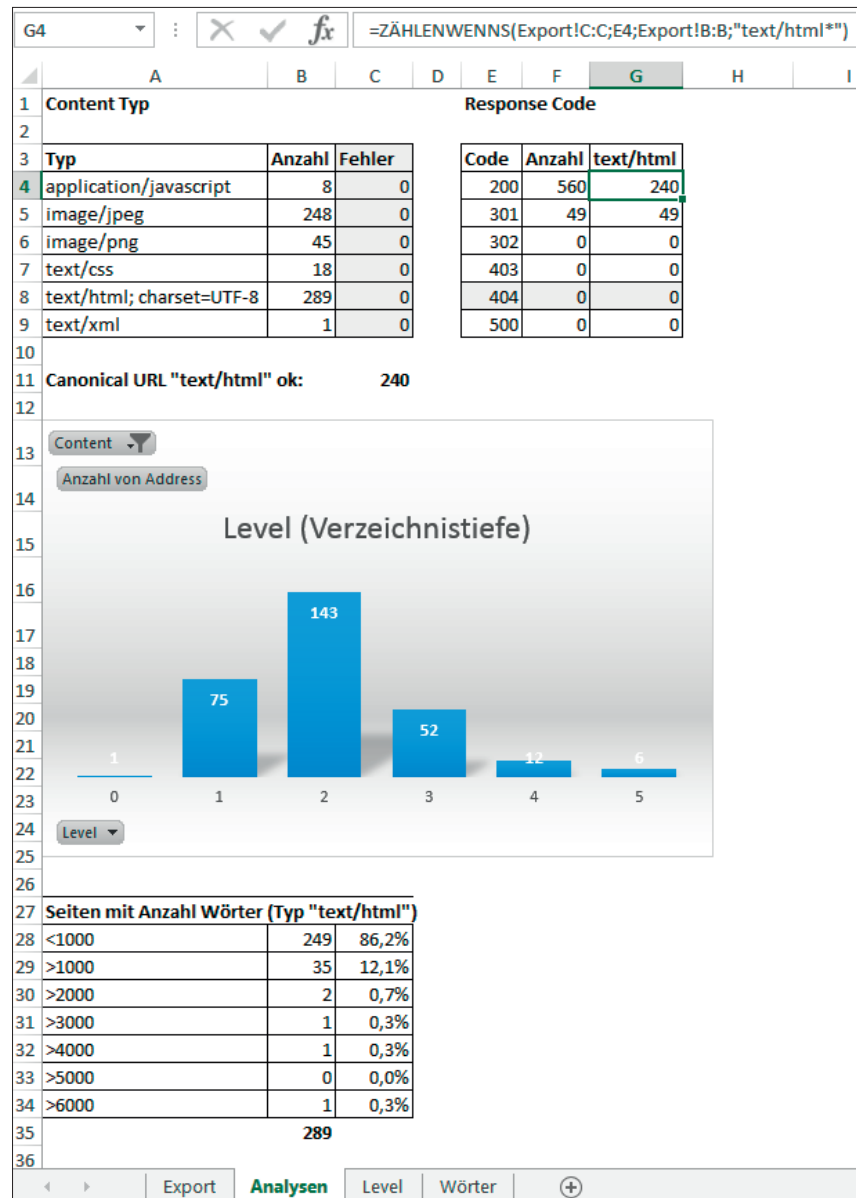 G4 fx =ZÄHLENWENNS(Export!C:C;E4;Export!B:B;"text/html*")
A B C D E F G H I
1 Content Typ Response Code
2
3 Typ Anzahl Fehler Code Anzahl text/html
4 application/javascript 8 0 200 560 240
5 image/jpeg 248 0 301 49 49
6 image/png 45 0 302 0 0
7 text/css 18 0 403 0 0
8 text/html; charset=UTF-8 289 0 404 0 0
9 text/xml 1 0 500 0 0
10
11 Canonical URL "text/html" ok: 240
12
13 Content
14 Anzahl von Address
15 Level (Verzeichnistiefe)
16 143
17
18
19 75
20 52
21 1 12 6
22
23 0 1 2 3 4 5
24 Level
25
26
27 Seiten mit Anzahl Wörter (Typ "text/html")
28 <1000 249 86,2%
29 >1000 35 12,1%
30 >2000 2 0,7%
31 >3000 1 0,3%
32 >4000 1 0,3%
33 >5000 0 0,0%
34 >6000 1 0,3%
35 289
36
Export Analysen Level Wörter